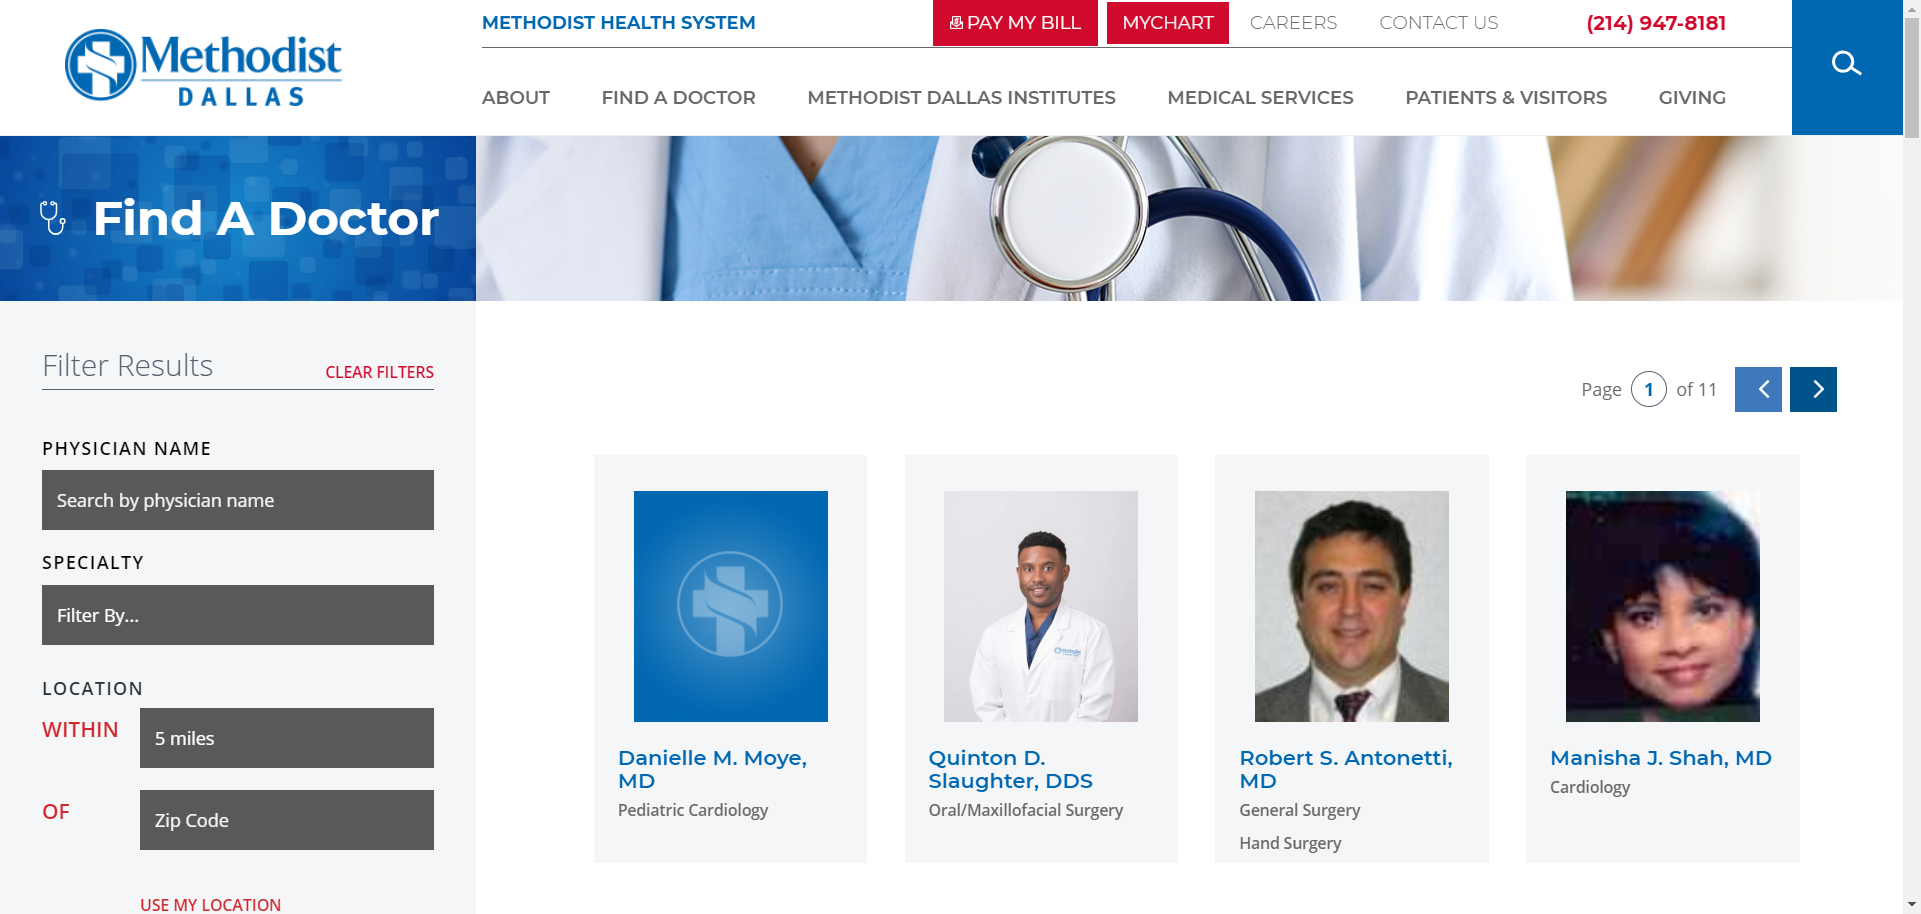 Methodist
DALLAS
METHODIST HEALTH SYSTEM
PAY MY BILL
MYCHART
CAREERS
CONTACT US
(214) 947-8181
ABOUT
FIND A DOCTOR
METHODIST DALLAS INSTITUTES
MEDICAL SERVICES
PATIENTS & VISITORS
GIVING
Find A Doctor
Filter Results
CLEAR FILTERS
PHYSICIAN NAME
Search by physician name
SPECIALTY
Filter By...
LOCATION
WITHIN
5 miles
OF
Zip Code
USE MY LOCATION
Page 1 of 11
Danielle M. Moye,
MD
Pediatric Cardiology
Quinton D.
Slaughter, DDS
Oral/Maxillofacial Surgery
Robert S. Antonetti,
MD
General Surgery
Hand Surgery
Manisha J. Shah, MD
Cardiology